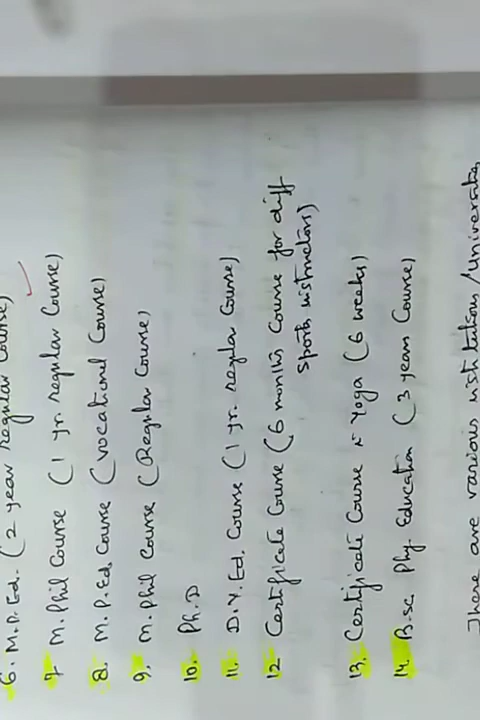 6. M.P.Ed. (2 year Regular Course)
7. M.Phil Course (1 yr. regular Course)
8. M.P.Ed. Course (Vocational Course)
9. M.Phil Course (Regular Course)
10. Ph.D
11. D.Y.Ed. Course (1 yr. regular Course)
12 Certificate Course (6 months Course for diff
sports instructors)
13. Certificate Course in Yoga (6 weeks)
14. B.sc Phy. Education (3 years Course)
There are various institutions/universities